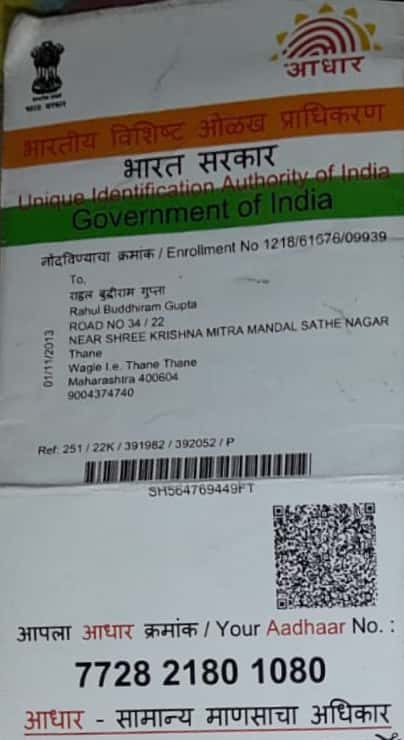 आधार
भारत सरकार
भारतीय विशिष्ट ओळख प्राधिकरण
भारत सरकार
Unique Identification Authority of India
Government of India
नोंदविण्याचा क्रमांक / Enrollment No 1218/61676/09939
To,
राहुल बुद्धीराम गुप्ता
Rahul Buddhiram Gupta
ROAD NO 34 / 22
NEAR SHREE KRISHNA MITRA MANDAL SATHE NAGAR
Thane
Wagle I.e. Thane Thane
Maharashtra 400604
9004374740
01/11/2013
Ref: 251 / 22K / 391982 / 392052 / P
SH564769449FT
आपला आधार क्रमांक / Your Aadhaar No. :
7728 2180 1080
आधार - सामान्य माणसाचा अधिकार